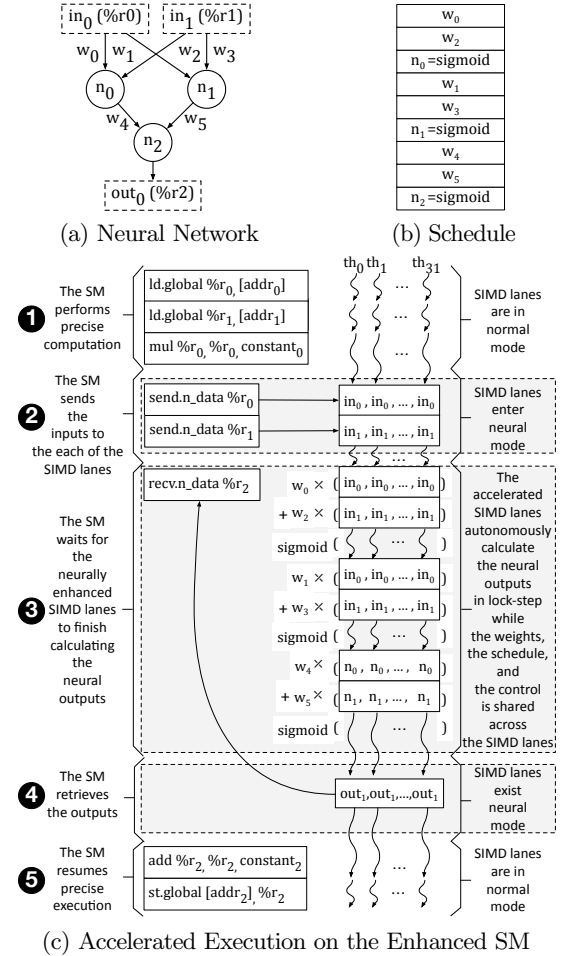 in0 (%r0) in1 (%r1)
w0 w1 w2 w3
n0 n1
w4 w5
n2
out0 (%r2)
(a) Neural Network
w0
w2
n0=sigmoid
w1
w3
n1=sigmoid
w4
w5
n2=sigmoid
(b) Schedule
1
The SM
performs
precise
computation
ld.global %r0, [addr0]
ld.global %r1, [addr1]
mul %r0, %r0, constant0
th0 th1 ... th31
...
SIMD lanes
are in
normal
mode
2
The SM
sends
the
inputs to
the each of the
SIMD lanes
send.n_data %r0
send.n_data %r1
in0 , in0 , ... , in0
in1 , in1 , ... , in1
SIMD lanes
enter
neural
mode
3
The SM
waits for
the
neurally
enhanced
SIMD lanes
to finish
calculating
the
neural
outputs
recv.n_data %r2
w0 × ( in0 , in0 , ... , in0 )
+ w2 × ( in1 , in1 , ... , in1 )
sigmoid ( ... )
w1 × ( in0 , in0 , ... , in0 )
+ w3 × ( in1 , in1 , ... , in1 )
sigmoid ( ... )
w4 × ( n0 , n0 , ... , n0 )
+ w5 × ( n1 , n1 , ... , n1 )
sigmoid ( ... )
The
accelerated
SIMD lanes
autonomously
calculate
the neural
outputs
in lock-step
while
the weights,
the schedule,
and
the control
is shared
across
the SIMD lanes
4
The SM
retrieves
the outputs
out1,out1,...,out1
SIMD lanes
exist
neural
mode
5
The SM
resumes
precise
execution
add %r2, %r2, constant2
st.global [addr2], %r2
...
...
SIMD lanes
are in
normal
mode
(c) Accelerated Execution on the Enhanced SM